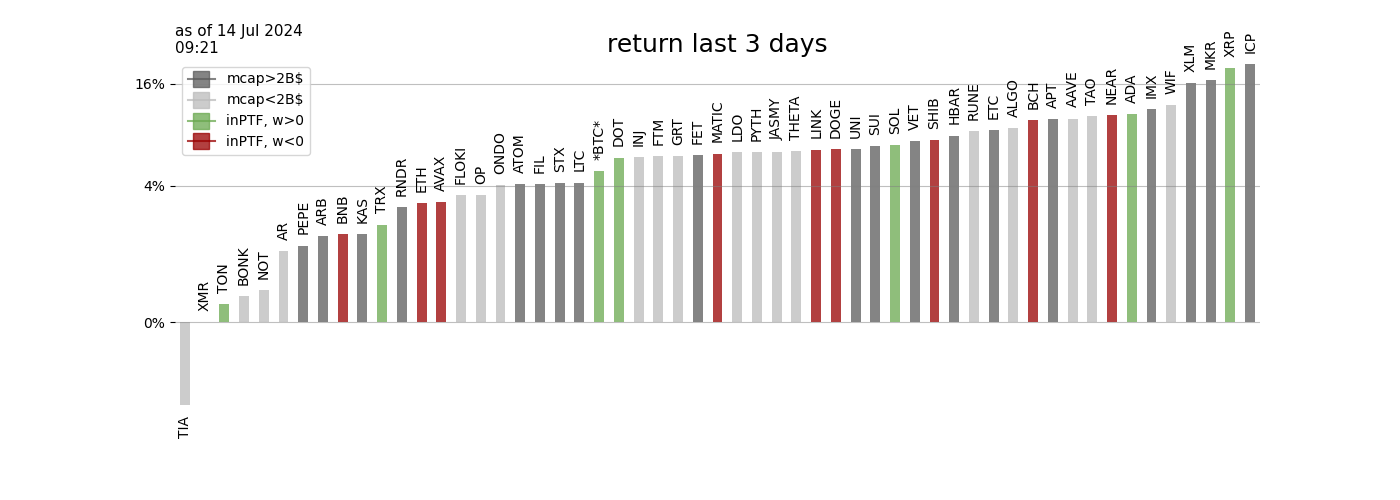 as of 14 Jul 2024
09:21
return last 3 days
mcap>2B$
mcap<2B$
inPTF, w>0
inPTF, w<0
16%
4%
0%
TIA
XMR
TON
BONK
NOT
AR
PEPE
ARB
BNB
KAS
TRX
RNDR
ETH
AVAX
FLOKI
OP
ONDO
ATOM
FIL
STX
LTC
*BTC*
DOT
INJ
FTM
GRT
FET
MATIC
LDO
PYTH
JASMY
THETA
LINK
DOGE
UNI
SUI
SOL
VET
SHIB
HBAR
RUNE
ETC
ALGO
BCH
APT
AAVE
TAO
NEAR
ADA
IMX
WIF
XLM
MKR
XRP
ICP